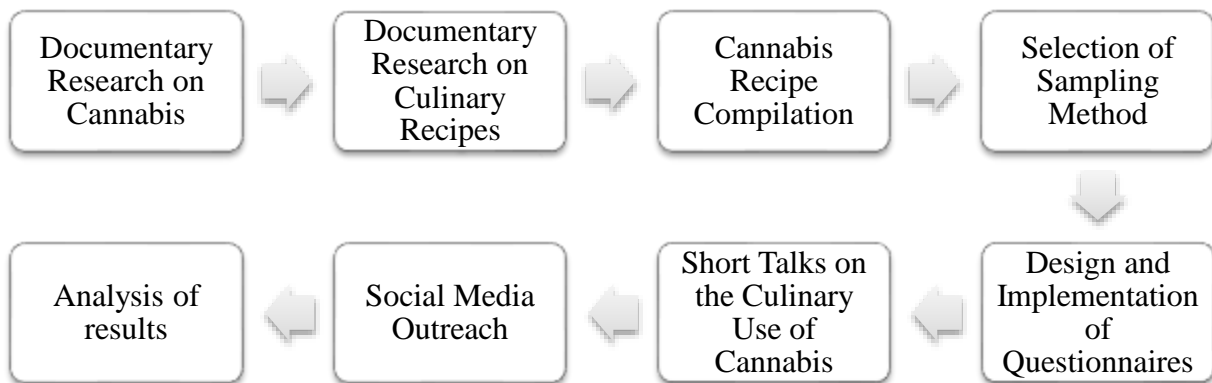 Documentary
Research on
Cannabis
Documentary
Research on
Culinary
Recipes
Cannabis
Recipe
Compilation
Selection of
Sampling
Method
Design and
Implementation
of
Questionnaires
Short Talks on
the Culinary
Use of
Cannabis
Social Media
Outreach
Analysis of
results